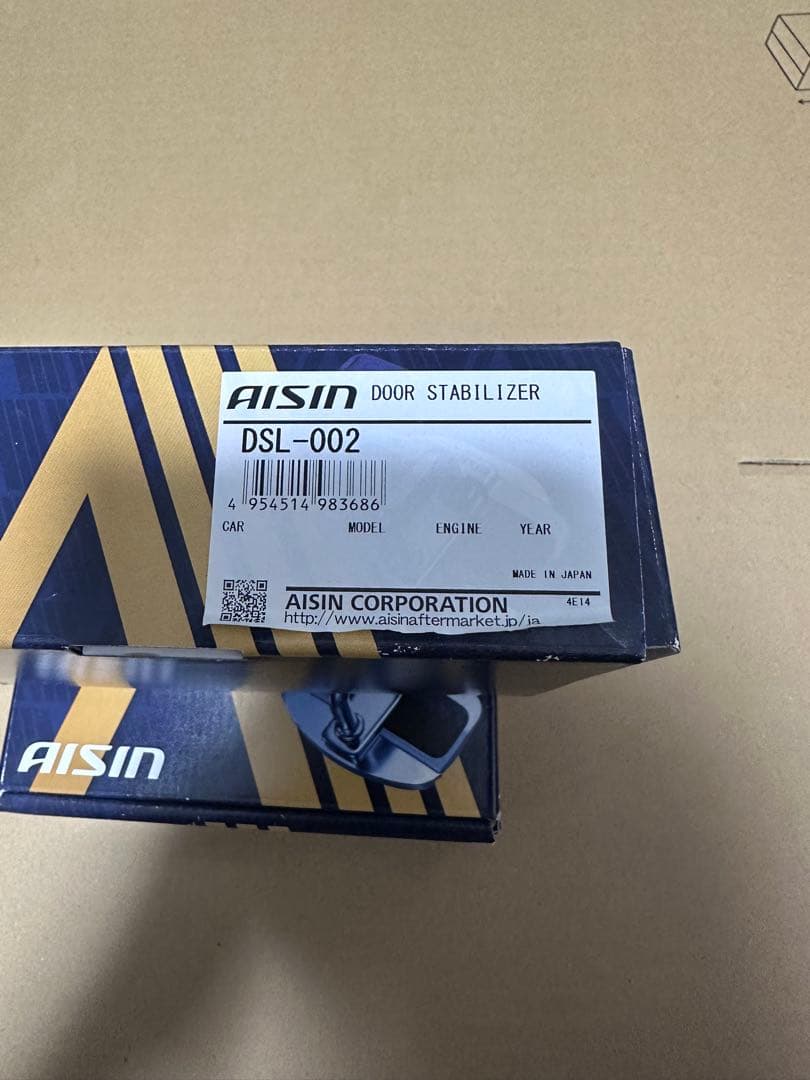 AISIN DOOR STABILIZER
DSL-002
4 954514 983686
CAR MODEL ENGINE YEAR
MADE IN JAPAN
AISIN CORPORATION 4E14
http://www.aisinaftermarket.jp/ja
AISIN